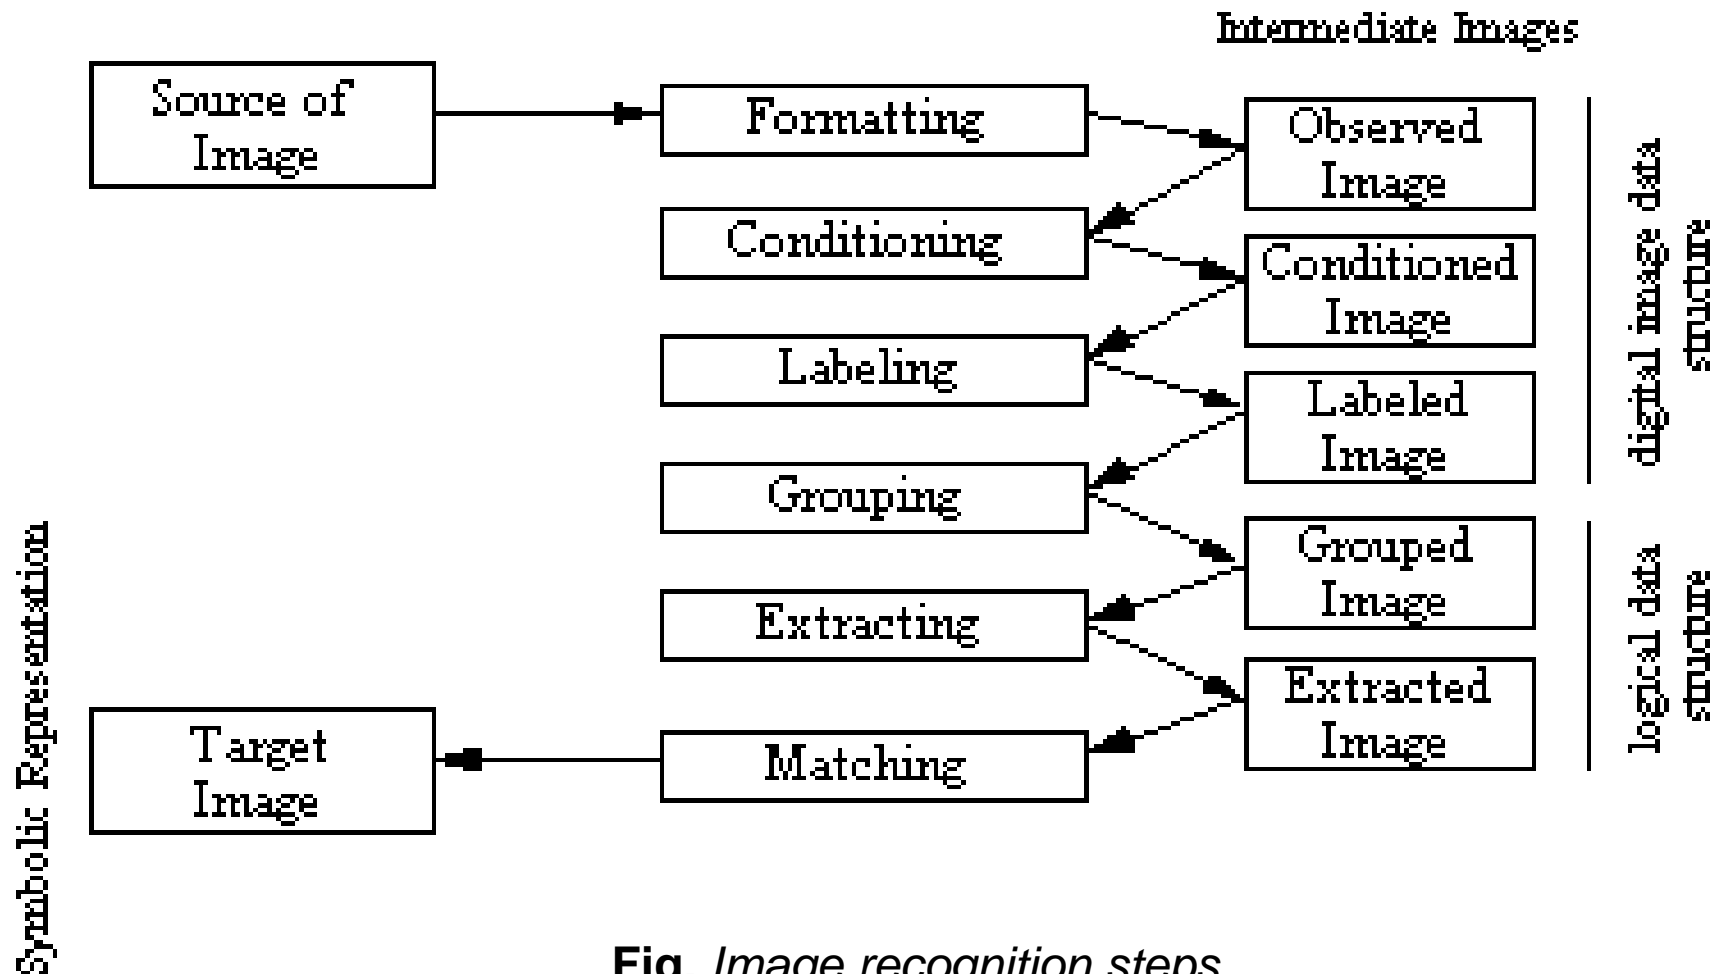 Intermediate Images
Source of
Image
Formatting
Observed
Image
Conditioning
Conditioned
Image
Labeling
Labeled
Image
digital image data
structure
Grouping
Grouped
Image
Extracting
Extracted
Image
logical data
structure
Matching
Target
Image
Symbolic Representation
Fig Image recognition steps